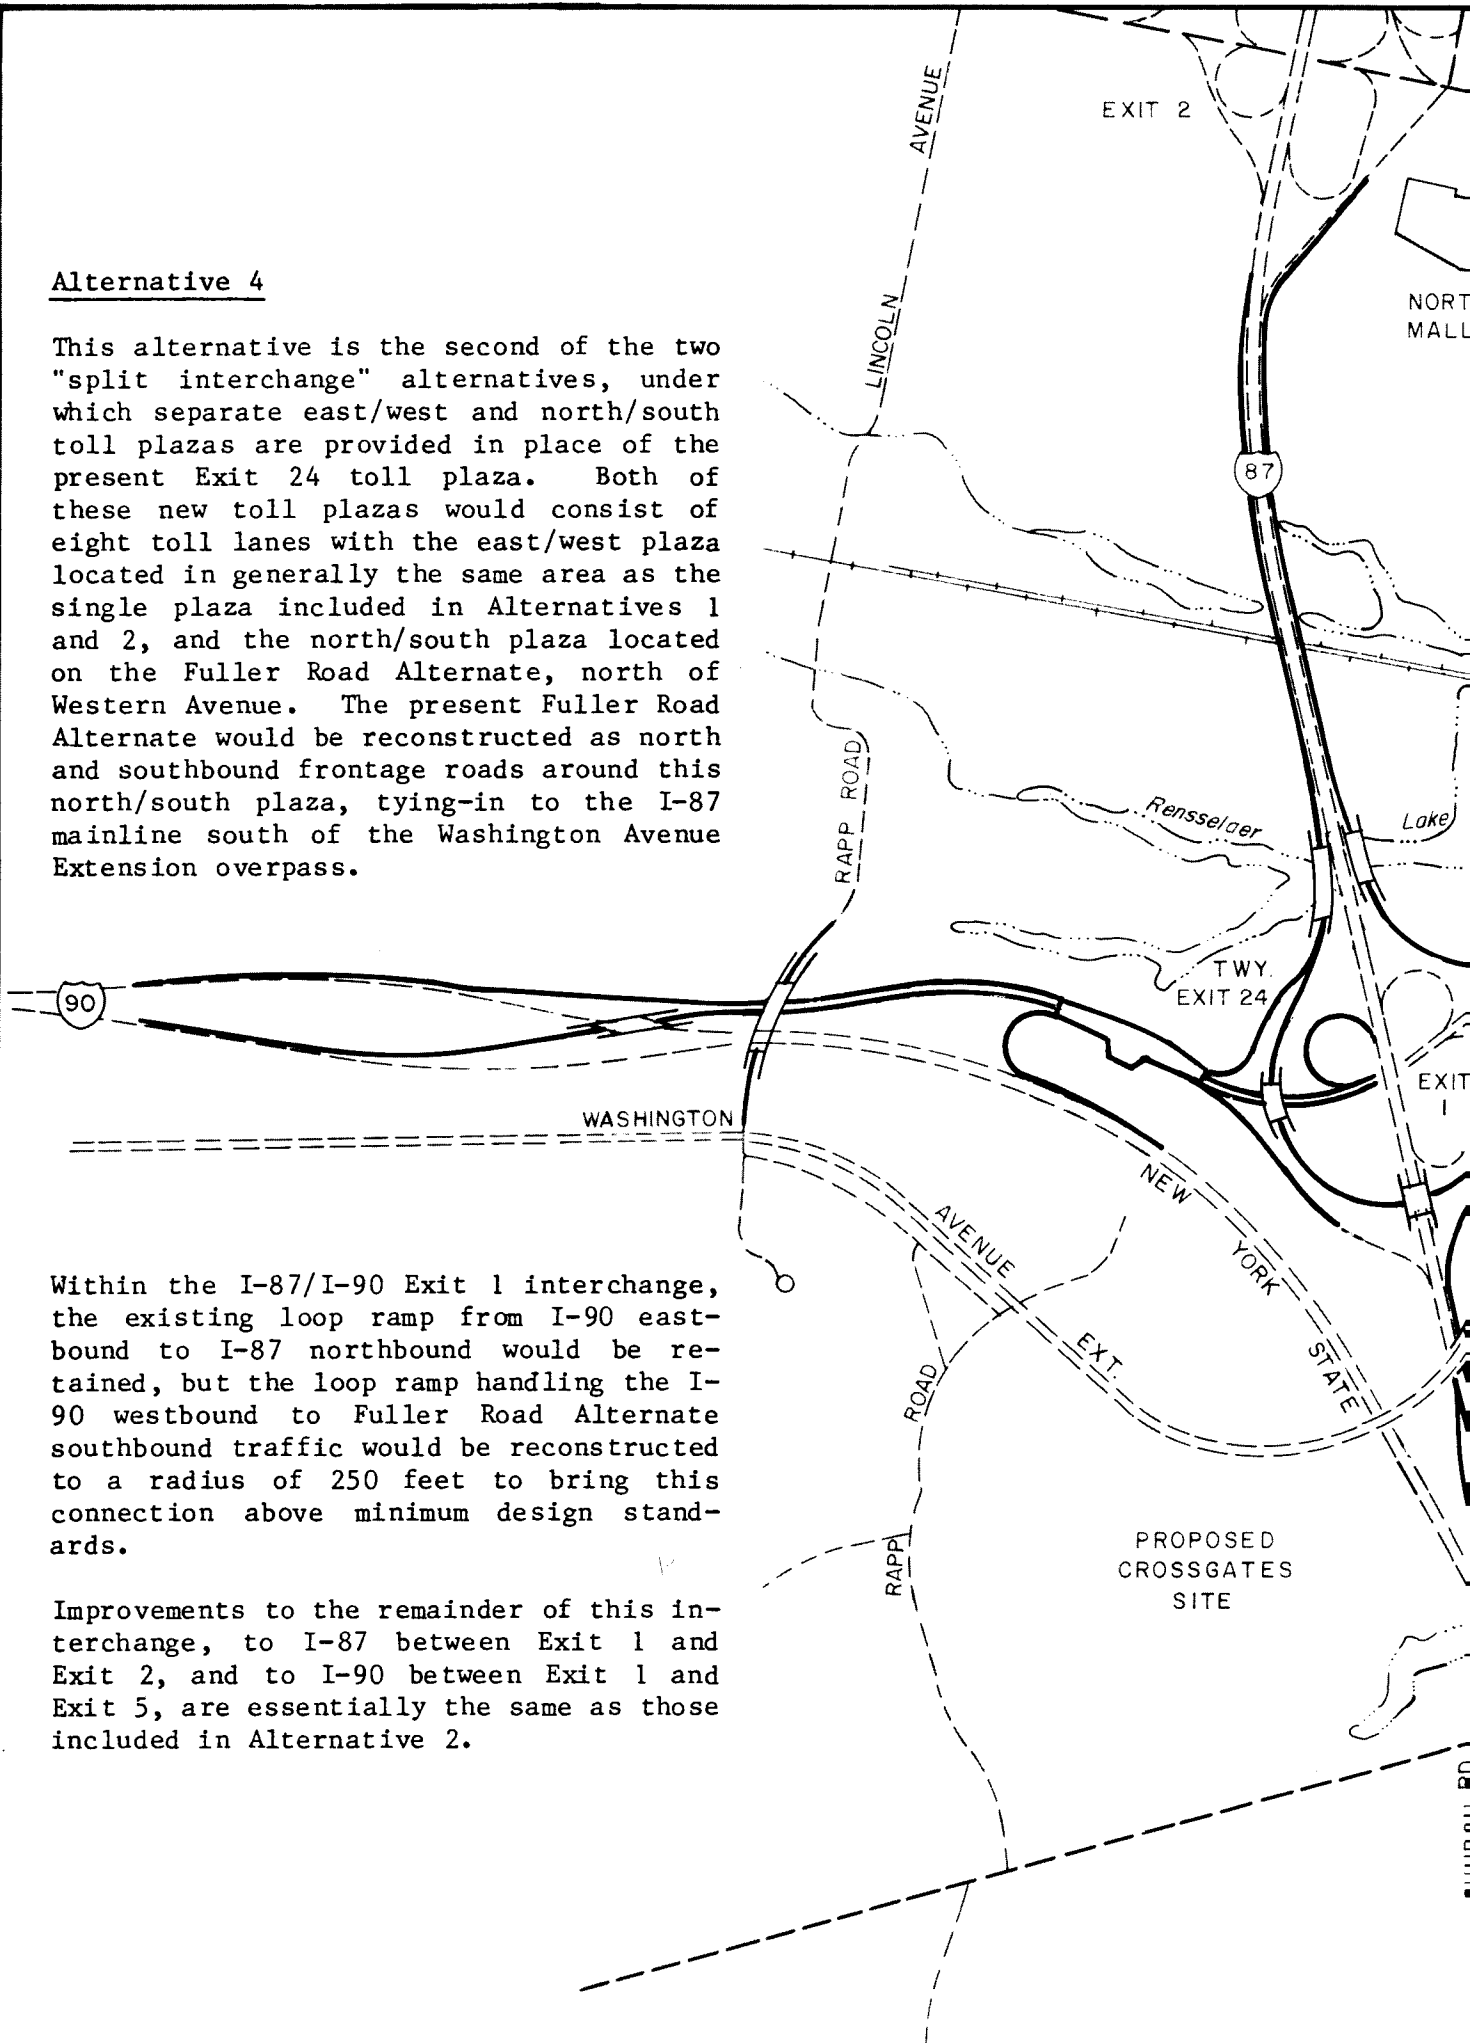 Alternative 4
This alternative is the second of the two
"split interchange" alternatives, under
which separate east/west and north/south
toll plazas are provided in place of the
present Exit 24 toll plaza. Both of
these new toll plazas would consist of
eight toll lanes with the east/west plaza
located in generally the same area as the
single plaza included in Alternatives 1
and 2, and the north/south plaza located
on the Fuller Road Alternate, north of
Western Avenue. The present Fuller Road
Alternate would be reconstructed as north
and southbound frontage roads around this
north/south plaza, tying-in to the I-87
mainline south of the Washington Avenue
Extension overpass.
Within the I-87/I-90 Exit 1 interchange,
the existing loop ramp from I-90 east-
bound to I-87 northbound would be re-
tained, but the loop ramp handling the I-
90 westbound to Fuller Road Alternate
southbound traffic would be reconstructed
to a radius of 250 feet to bring this
connection above minimum design stand-
ards.
Improvements to the remainder of this in-
terchange, to I-87 between Exit 1 and
Exit 2, and to I-90 between Exit 1 and
Exit 5, are essentially the same as those
included in Alternative 2.
EXIT 2
LINCOLN AVENUE
NORT
MALL
87
RAPP ROAD
Rensselaer Lake
TWY.
EXIT 24
90
EXIT
1
WASHINGTON AVENUE EXT.
NEW YORK STATE
RAPP ROAD
PROPOSED
CROSSGATES
SITE
RD